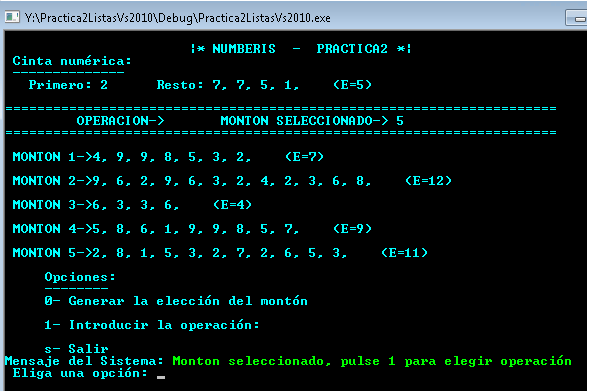 Y:\Practica2ListasVs2010\Debug\Practica2ListasVs2010.exe
¦* NUMBERIS - PRACTICA2 *¦
Cinta numérica:
---------------
Primero: 2 Resto: 7, 7, 5, 1, (E=5)
==================================================================
OPERACION-> MONTON SELECCIONADO-> 5
==================================================================
MONTON 1->4, 9, 9, 8, 5, 3, 2, (E=7)
MONTON 2->9, 6, 2, 9, 6, 3, 2, 4, 2, 3, 6, 8, (E=12)
MONTON 3->6, 3, 3, 6, (E=4)
MONTON 4->5, 8, 6, 1, 9, 9, 8, 5, 7, (E=9)
MONTON 5->2, 8, 1, 5, 3, 2, 7, 2, 6, 5, 3, (E=11)
Opciones:
--------
0- Generar la elección del montón
1- Introducir la operación:
s- Salir
Mensaje del Sistema: Monton seleccionado, pulse 1 para elegir operación
Eliga una opción: _